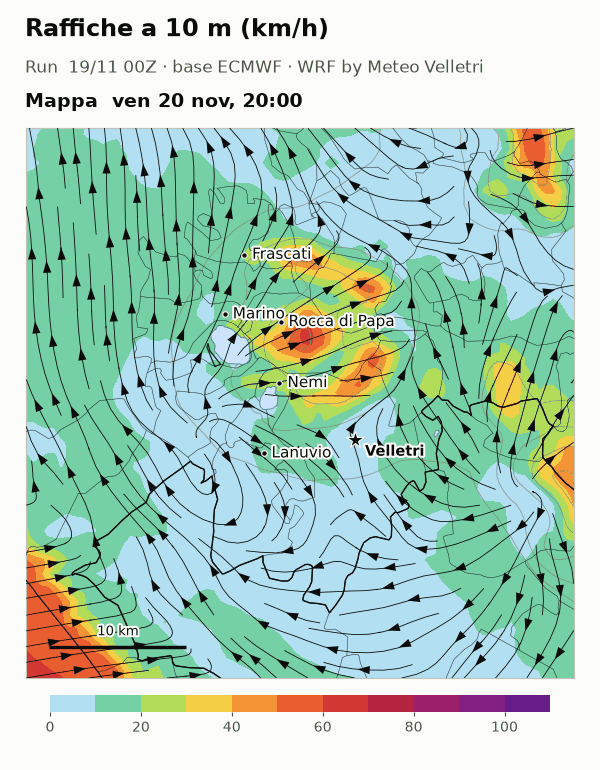 Raffiche a 10 m (km/h)
Run 19/11 00Z · base ECMWF · WRF by Meteo Velletri
Mappa ven 20 nov, 20:00
Frascati
Marino
Rocca di Papa
Nemi
Velletri
Lanuvio
10 km
0 20 40 60 80 100